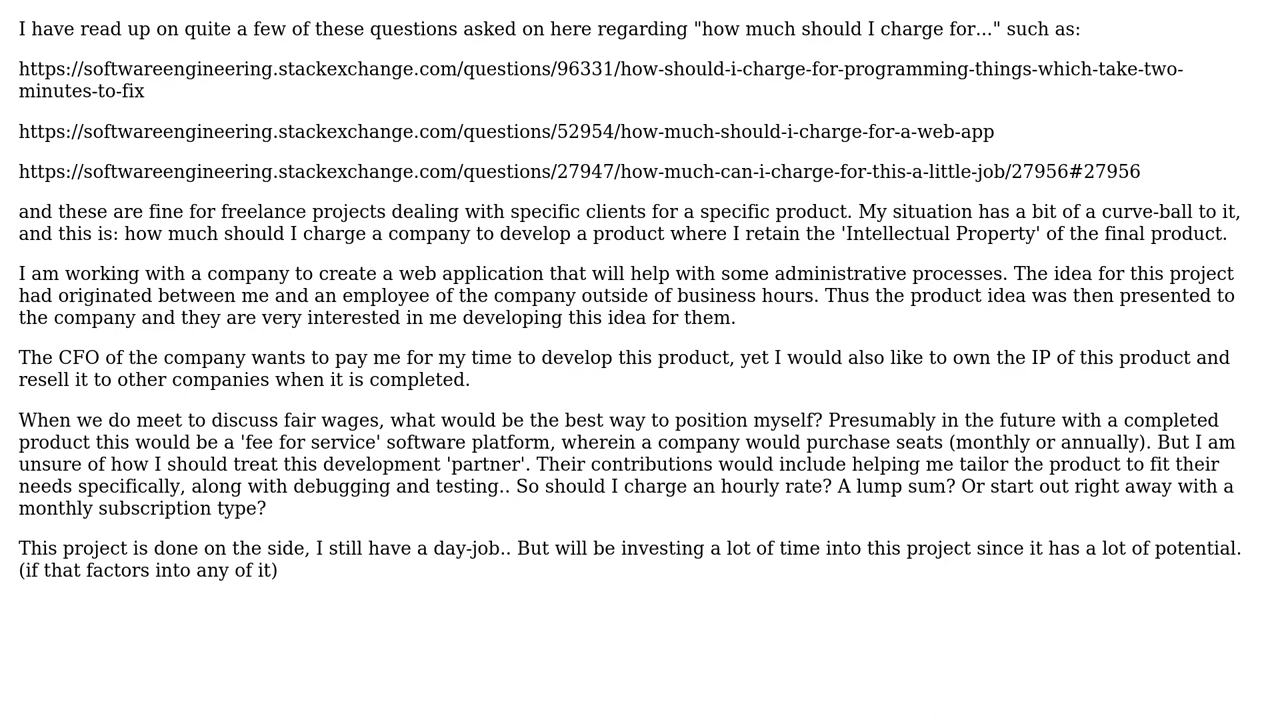 I have read up on quite a few of these questions asked on here regarding "how much should I charge for..." such as:
https://softwareengineering.stackexchange.com/questions/96331/how-should-i-charge-for-programming-things-which-take-two-
minutes-to-fix
https://softwareengineering.stackexchange.com/questions/52954/how-much-should-i-charge-for-a-web-app
https://softwareengineering.stackexchange.com/questions/27947/how-much-can-i-charge-for-this-a-little-job/27956#27956
and these are fine for freelance projects dealing with specific clients for a specific product. My situation has a bit of a curve-ball to it,
and this is: how much should I charge a company to develop a product where I retain the 'Intellectual Property' of the final product.
I am working with a company to create a web application that will help with some administrative processes. The idea for this project
had originated between me and an employee of the company outside of business hours. Thus the product idea was then presented to
the company and they are very interested in me developing this idea for them.
The CFO of the company wants to pay me for my time to develop this product, yet I would also like to own the IP of this product and
resell it to other companies when it is completed.
When we do meet to discuss fair wages, what would be the best way to position myself? Presumably in the future with a completed
product this would be a 'fee for service' software platform, wherein a company would purchase seats (monthly or annually). But I am
unsure of how I should treat this development 'partner'. Their contributions would include helping me tailor the product to fit their
needs specifically, along with debugging and testing.. So should I charge an hourly rate? A lump sum? Or start out right away with a
monthly subscription type?
This project is done on the side, I still have a day-job.. But will be investing a lot of time into this project since it has a lot of potential.
(if that factors into any of it)